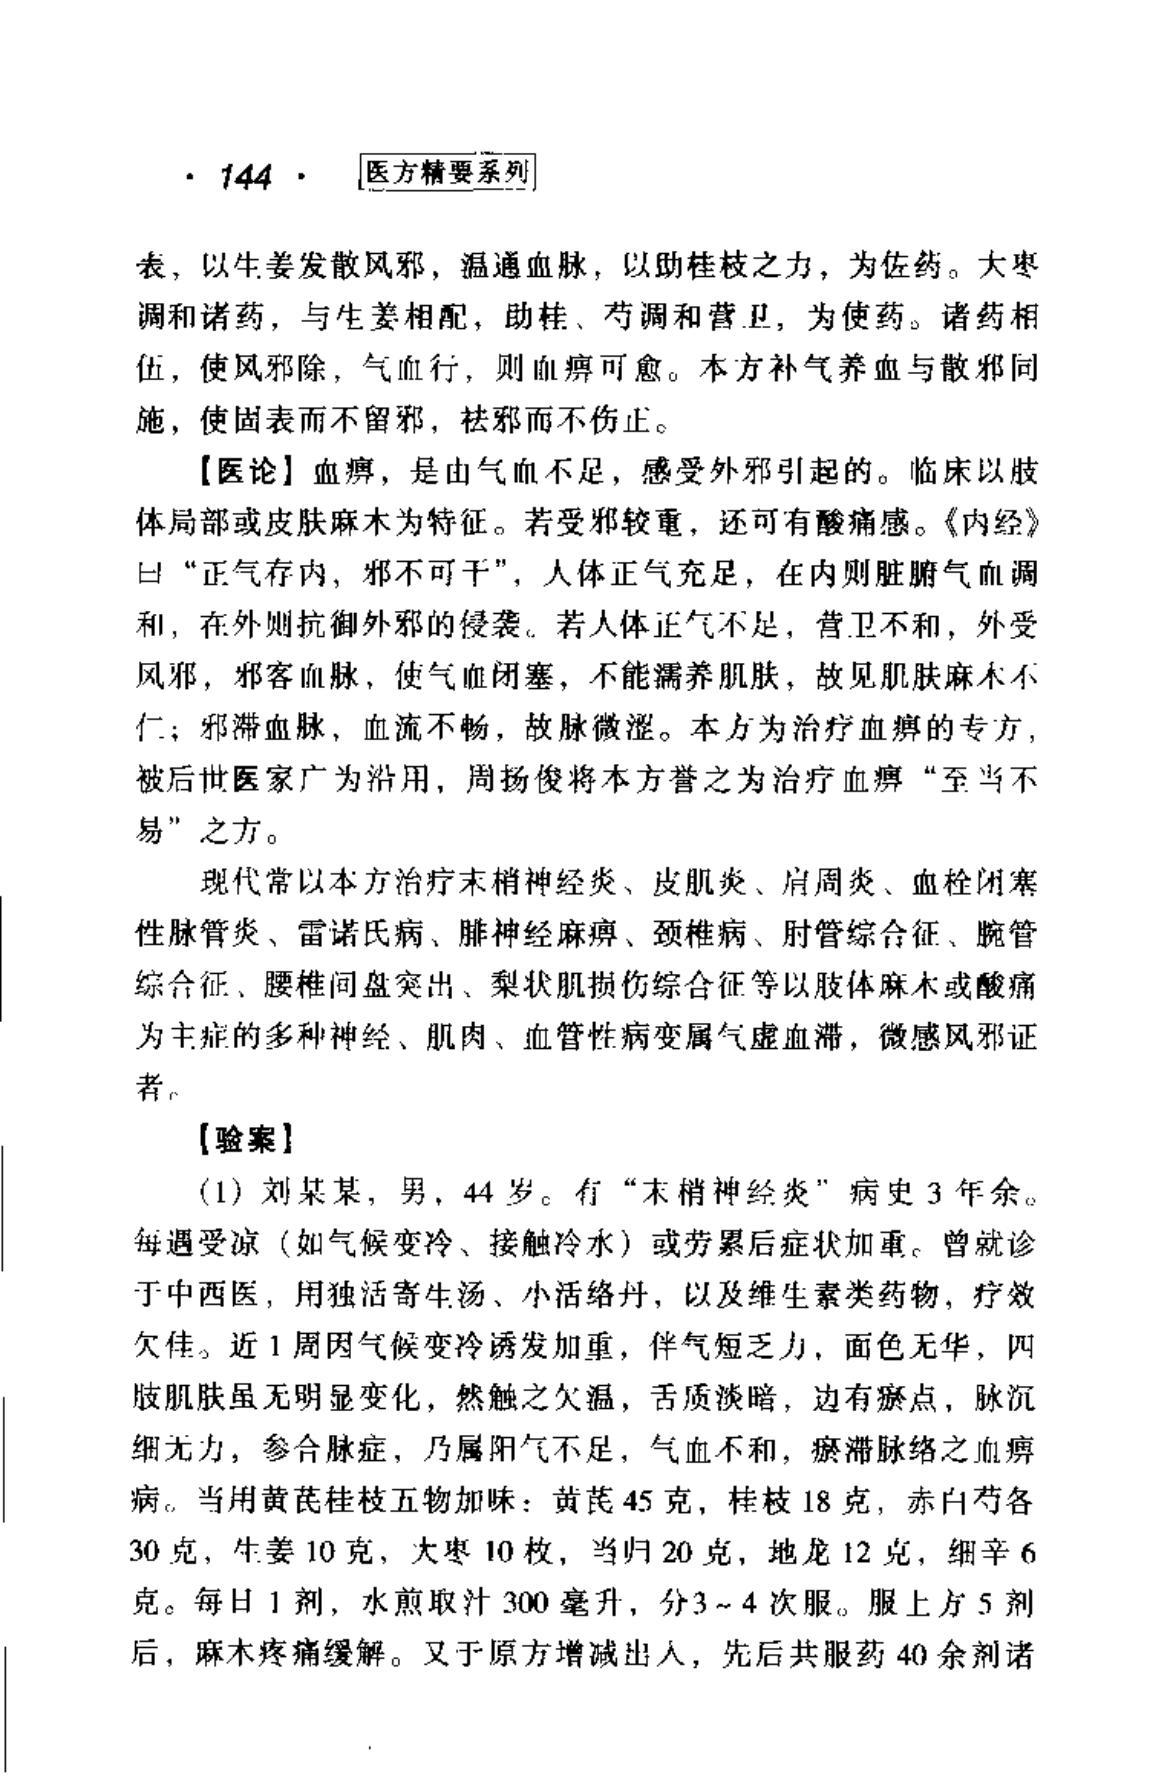 · 144 · 医方精要系列
表，以生姜发散风邪，温通血脉，以助桂枝之力，为佐药。大枣
调和诸药，与生姜相配，助桂、芍调和营卫，为使药。诸药相
伍，使风邪除，气血行，则血痹可愈。本方补气养血与散邪同
施，使固表而不留邪，祛邪而不伤正。
【医论】血痹，是由气血不足，感受外邪引起的。临床以肢
体局部或皮肤麻木为特征。若受邪较重，还可有酸痛感。《内经》
曰“正气存内，邪不可干”，人体正气充足，在内则脏腑气血调
和，在外则抗御外邪的侵袭。若人体正气不足，营卫不和，外受
风邪，邪客血脉，使气血闭塞，不能濡养肌肤，故见肌肤麻木不
仁；邪滞血脉，血流不畅，故脉微涩。本方为治疗血痹的专方，
被后世医家广为沿用，周扬俊将本方誉之为治疗血痹“至当不
易”之方。
现代常以本方治疗末梢神经炎、皮肌炎、肩周炎、血栓闭塞
性脉管炎、雷诺氏病、腓神经麻痹、颈椎病、肘管综合征、腕管
综合征、腰椎间盘突出、梨状肌损伤综合征等以肢体麻木或酸痛
为主症的多种神经、肌肉、血管性病变属气虚血滞，微感风邪证
者。
【验案】
(1) 刘某某，男，44 岁。有“末梢神经炎”病史 3 年余。
每遇受凉（如气候变冷、接触冷水）或劳累后症状加重。曾就诊
于中西医，用独活寄生汤、小活络丹，以及维生素类药物，疗效
欠佳。近 1 周因气候变冷诱发加重，伴气短乏力，面色无华，四
肢肌肤虽无明显变化，然触之欠温，舌质淡暗，边有瘀点，脉沉
细无力，参合脉症，乃属阳气不足，气血不和，瘀滞脉络之血痹
病。当用黄芪桂枝五物加味：黄芪 45 克，桂枝 18 克，赤白芍各
30 克，生姜 10 克，大枣 10 枚，当归 20 克，地龙 12 克，细辛 6
克。每日 1 剂，水煎取汁 300 毫升，分3~4 次服。服上方 5 剂
后，麻木疼痛缓解。又于原方增减出入，先后共服药 40 余剂诸